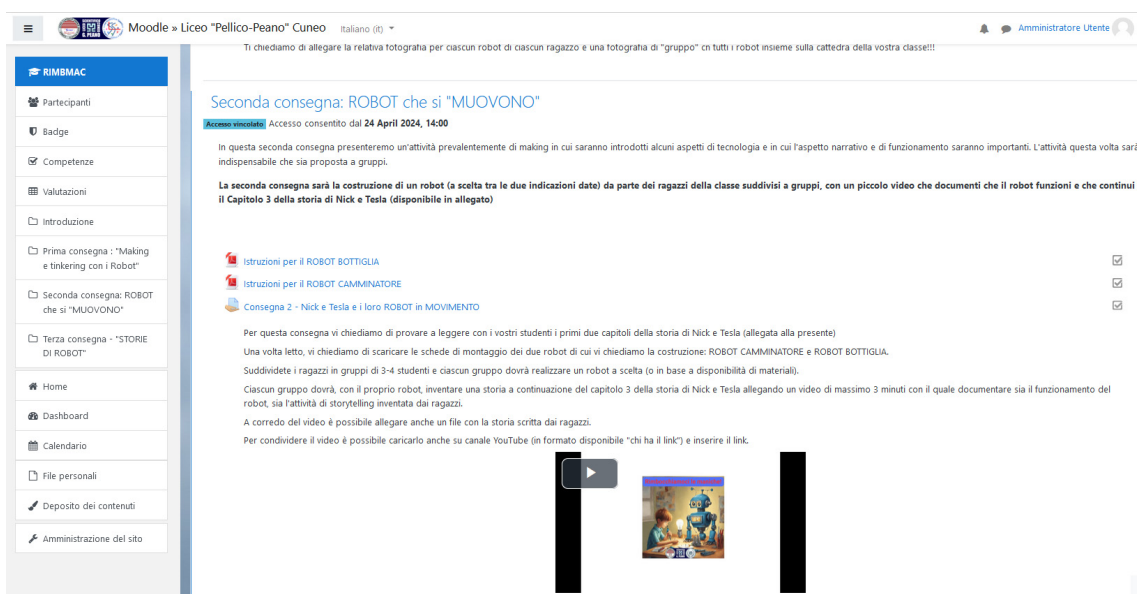 Moodle » Liceo "Pellico-Peano" Cuneo
Italiano (it)
Amministratore Utente
G. PEANO
Ti chiediamo di allegare la relativa fotografia per ciascun robot di ciascun ragazzo e una fotografia di "gruppo" cn tutti i robot insieme sulla cattedra della vostra classe!!!
RIMBMAC
Partecipanti
Badge
Competenze
Valutazioni
Introduzione
Prima consegna : "Making
e tinkering con i Robot"
Seconda consegna: ROBOT
che si "MUOVONO"
Terza consegna - "STORIE
DI ROBOT"
Home
Dashboard
Calendario
File personali
Deposito dei contenuti
Amministrazione del sito
Seconda consegna: ROBOT che si "MUOVONO"
Accesso vincolato Accesso consentito dal 24 April 2024, 14:00
In questa seconda consegna presenteremo un'attività prevalentemente di making in cui saranno introdotti alcuni aspetti di tecnologia e in cui l'aspetto narrativo e di funzionamento saranno importanti. L'attività questa volta sarà
indispensabile che sia proposta a gruppi.
La seconda consegna sarà la costruzione di un robot (a scelta tra le due indicazioni date) da parte dei ragazzi della classe suddivisi a gruppi, con un piccolo video che documenti che il robot funzioni e che continui
il Capitolo 3 della storia di Nick e Tesla (disponibile in allegato)
Istruzioni per il ROBOT BOTTIGLIA
Istruzioni per il ROBOT CAMMINATORE
Consegna 2 - Nick e Tesla e i loro ROBOT in MOVIMENTO
Per questa consegna vi chiediamo di provare a leggere con i vostri studenti i primi due capitoli della storia di Nick e Tesla (allegata alla presente)
Una volta letto, vi chiediamo di scaricare le schede di montaggio dei due robot di cui vi chiediamo la costruzione: ROBOT CAMMINATORE e ROBOT BOTTIGLIA.
Suddividete i ragazzi in gruppi di 3-4 studenti e ciascun gruppo dovrà realizzare un robot a scelta (o in base a disponibilità di materiali).
Ciascun gruppo dovrà, con il proprio robot, inventare una storia a continuazione del capitolo 3 della storia di Nick e Tesla allegando un video di massimo 3 minuti con il quale documentare sia il funzionamento del
robot, sia l'attività di storytelling inventata dai ragazzi.
A corredo del video è possibile allegare anche un file con la storia scritta dai ragazzi.
Per condividere il video è possibile caricarlo anche su canale YouTube (in formato disponibile "chi ha il link") e inserire il link.